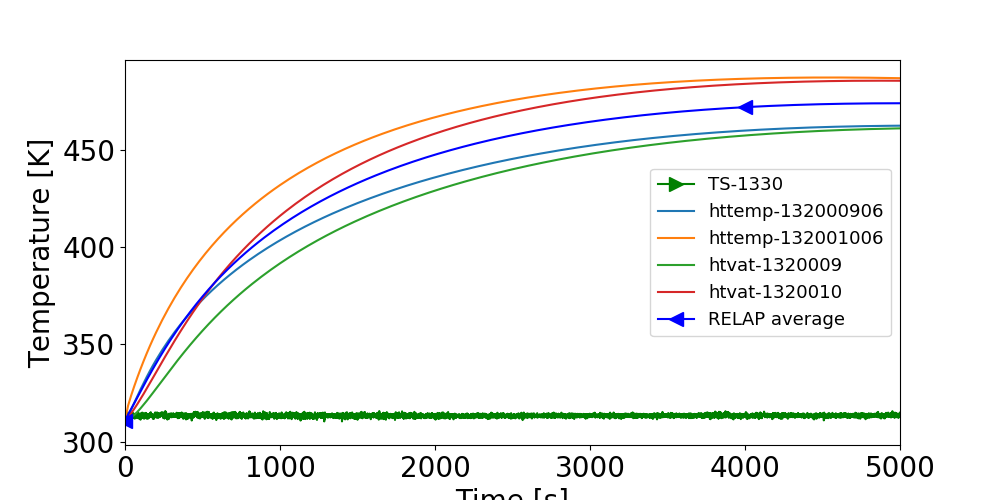 Temperature [K]
450
400
350
300
0 1000 2000 3000 4000 5000
Time [s]
TS-1330
httemp-132000906
httemp-132001006
htvat-1320009
htvat-1320010
RELAP average